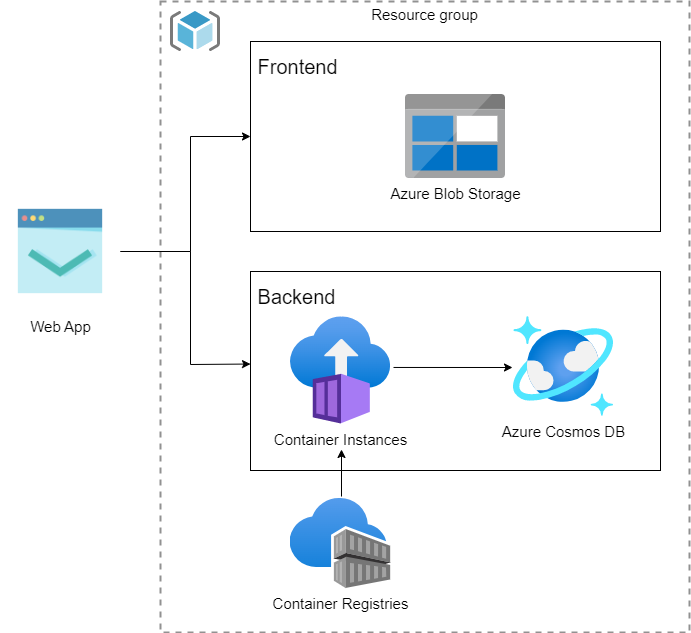 Resource group
Frontend
Azure Blob Storage
Web App
Backend
Container Instances
Azure Cosmos DB
Container Registries